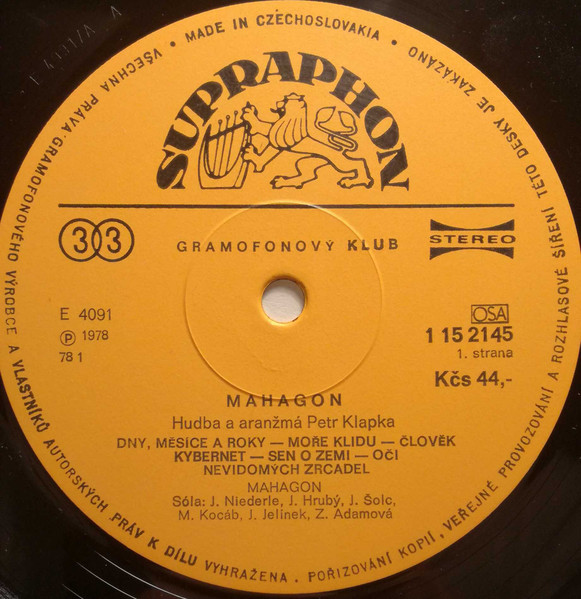 VŠECHNA PRÁVA GRAMOFONOVÉHO VÝROBCE A VLASTNÍKŮ AUTORSKÝCH PRÁV K DÍLU VYHRAŽENA. POŘIZOVÁNÍ KOPIÍ, VEŘEJNÉ PROVOZOVÁNÍ A ROZHLASOVÉ ŠÍŘENÍ TÉTO DESKY JE ZAKÁZÁNO
• MADE IN CZECHOSLOVAKIA •
SUPRAPHON
33
GRAMOFONOVÝ KLUB
STEREO
E 4091
Ⓟ 1978
78 1
OSA
1 15 2145
1. strana
Kčs 44,-
MAHAGON
Hudba a aranžmá Petr Klapka
DNY, MĚSÍCE A ROKY — MOŘE KLIDU — ČLOVĚK
KYBERNET — SEN O ZEMI — OČI
NEVIDOMÝCH ZRCADEL
MAHAGON
Sóla: J. Niederle, J. Hrubý, J. Šolc,
M. Kocáb, J. Jelínek, Z. Adamová